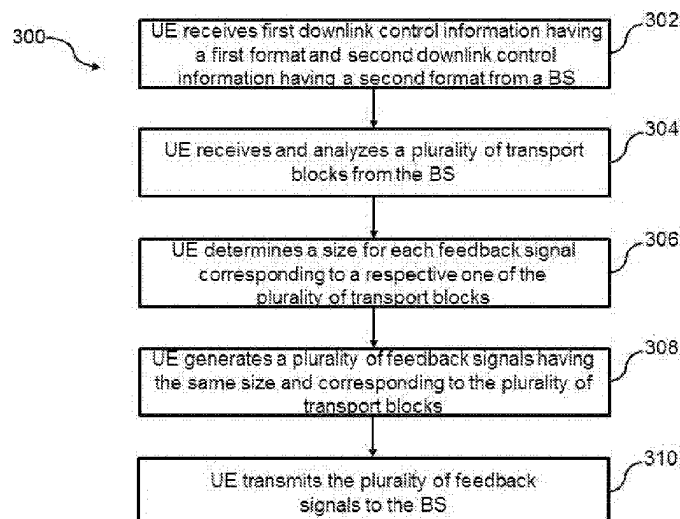 300
UE receives first downlink control information having
a first format and second downlink control
information having a second format from a BS
302
UE receives and analyzes a plurality of transport
blocks from the BS
304
UE determines a size for each feedback signal
corresponding to a respective one of the
plurality of transport blocks
306
UE generates a plurality of feedback signals having
the same size and corresponding to the plurality of
transport blocks
308
UE transmits the plurality of feedback
signals to the BS
310